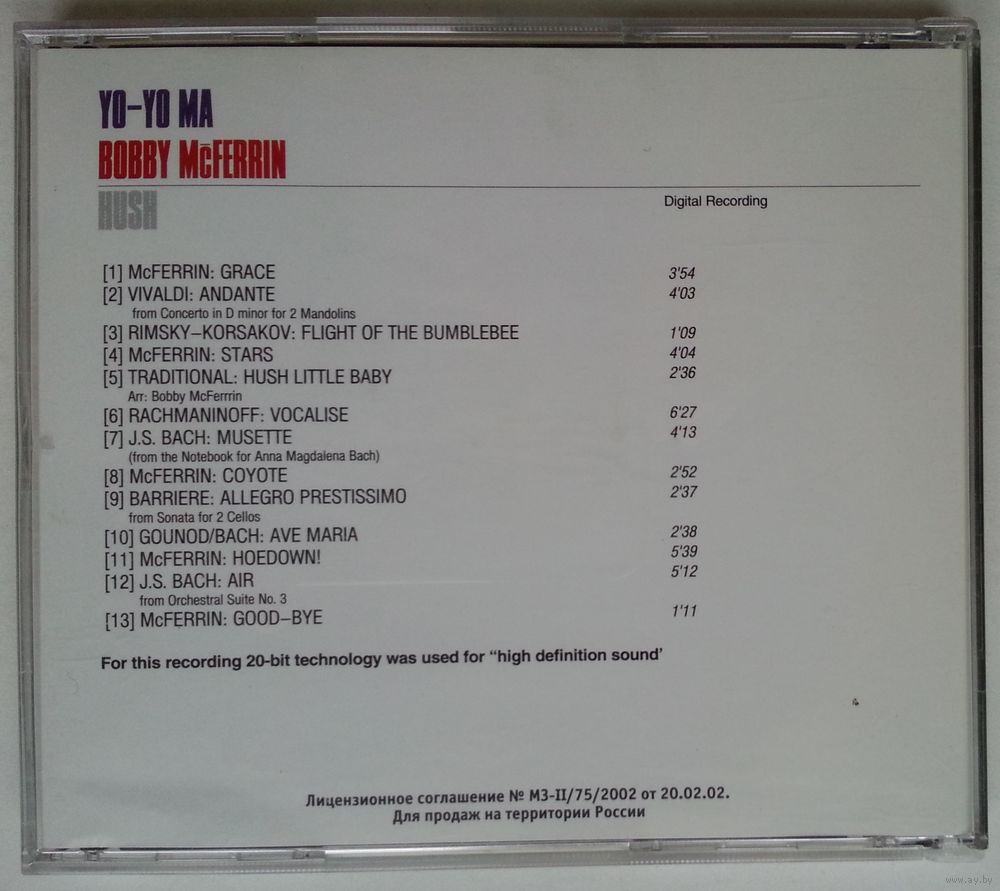 YO-YO MA
BOBBY McFERRIN
HUSH
Digital Recording
[1] McFERRIN: GRACE 3'54
[2] VIVALDI: ANDANTE 4'03
from Concerto in D minor for 2 Mandolins
[3] RIMSKY–KORSAKOV: FLIGHT OF THE BUMBLEBEE 1'09
[4] McFERRIN: STARS 4'04
[5] TRADITIONAL: HUSH LITTLE BABY 2'36
Arr: Bobby McFerrrin
[6] RACHMANINOFF: VOCALISE 6'27
[7] J.S. BACH: MUSETTE 4'13
(from the Notebook for Anna Magdalena Bach)
[8] McFERRIN: COYOTE 2'52
[9] BARRIERE: ALLEGRO PRESTISSIMO 2'37
from Sonata for 2 Cellos
[10] GOUNOD/BACH: AVE MARIA 2'38
[11] McFERRIN: HOEDOWN! 5'39
[12] J.S. BACH: AIR 5'12
from Orchestral Suite No. 3
[13] McFERRIN: GOOD–BYE 1'11
For this recording 20-bit technology was used for “high definition sound’
Лицензионное соглашение № МЗ-II/75/2002 от 20.02.02.
Для продаж на территории России
www.ay.by